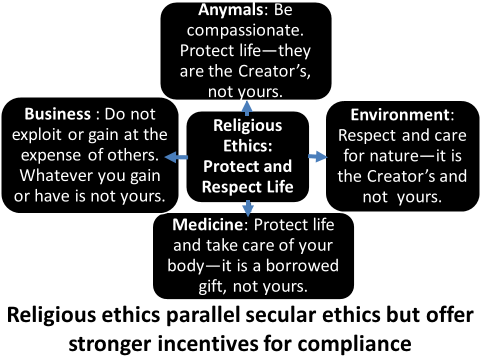 Anymals: Be
compassionate.
Protect life—they
are the Creator’s,
not yours.
Business : Do not
exploit or gain at the
expense of others.
Whatever you gain
or have is not yours.
Religious
Ethics:
Protect and
Respect Life
Environment:
Respect and care
for nature—it is
the Creator’s and
not yours.
Medicine: Protect life
and take care of your
body—it is a borrowed
gift, not yours.
Religious ethics parallel secular ethics but offer
stronger incentives for compliance